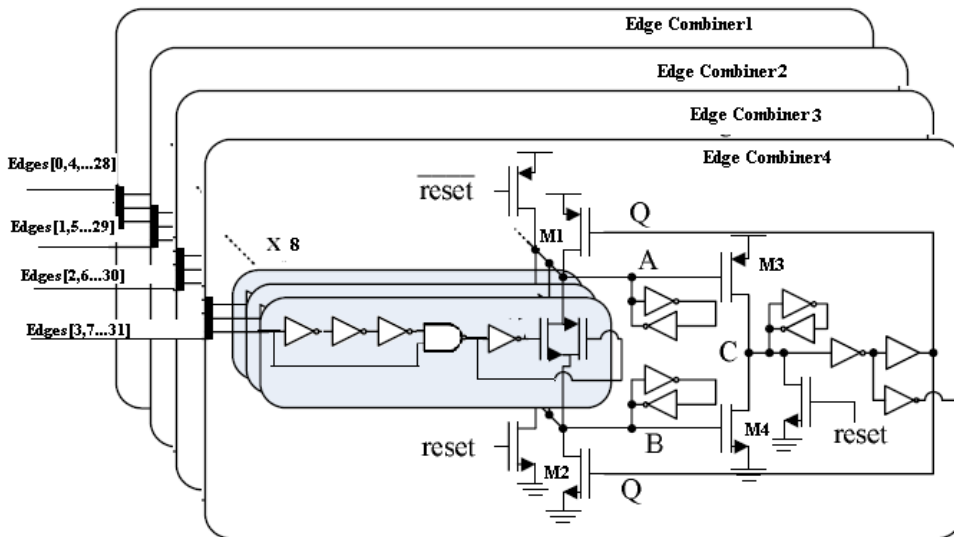 Edge Combiner1
Edge Combiner2
Edge Combiner 3
Edge Combiner4
Edges[0,4,...28]
Edges[1,5...29]
Edges[2,6...30]
Edges[3,7...31]
X 8
reset
M1
Q
A
M3
C
B
M4
reset
reset
M2
Q